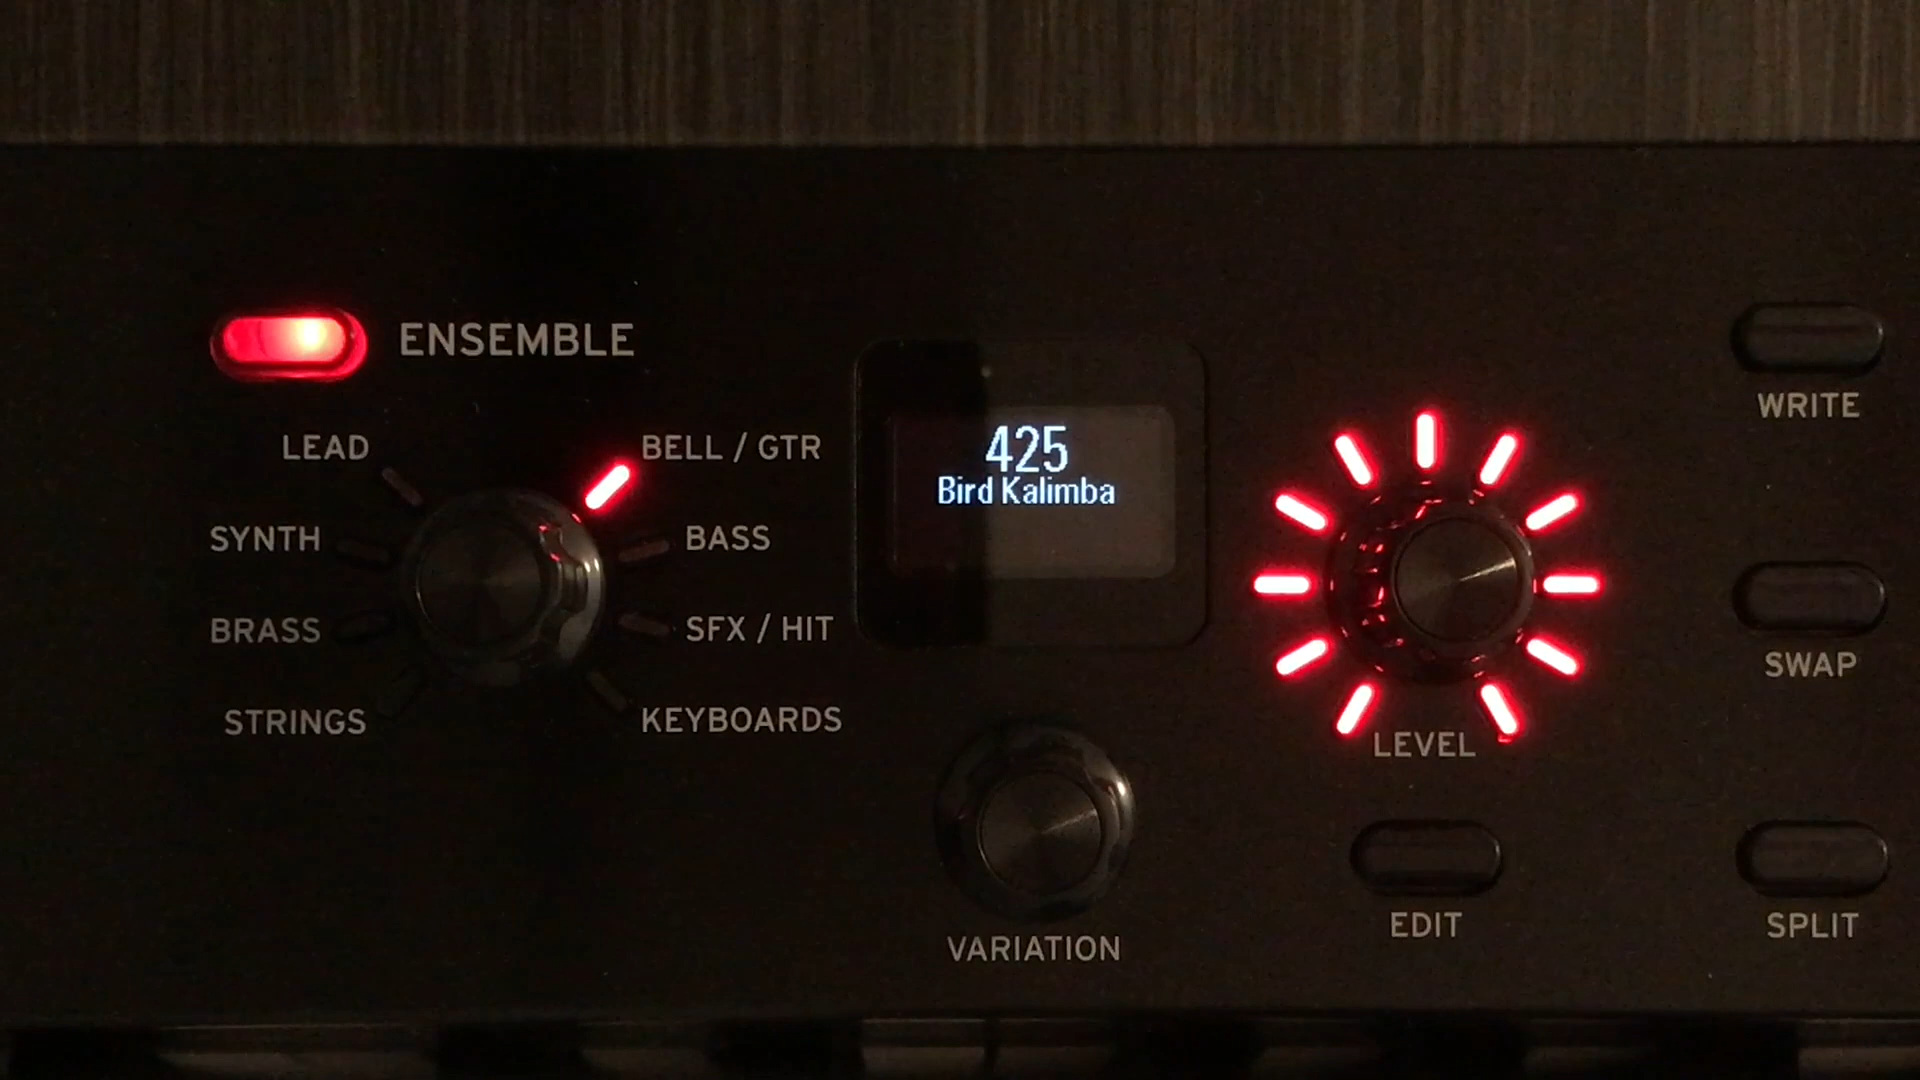 ENSEMBLE
LEAD
BELL / GTR
SYNTH
BASS
BRASS
SFX / HIT
STRINGS
KEYBOARDS
425
Bird Kalimba
VARIATION
LEVEL
EDIT
WRITE
SWAP
SPLIT